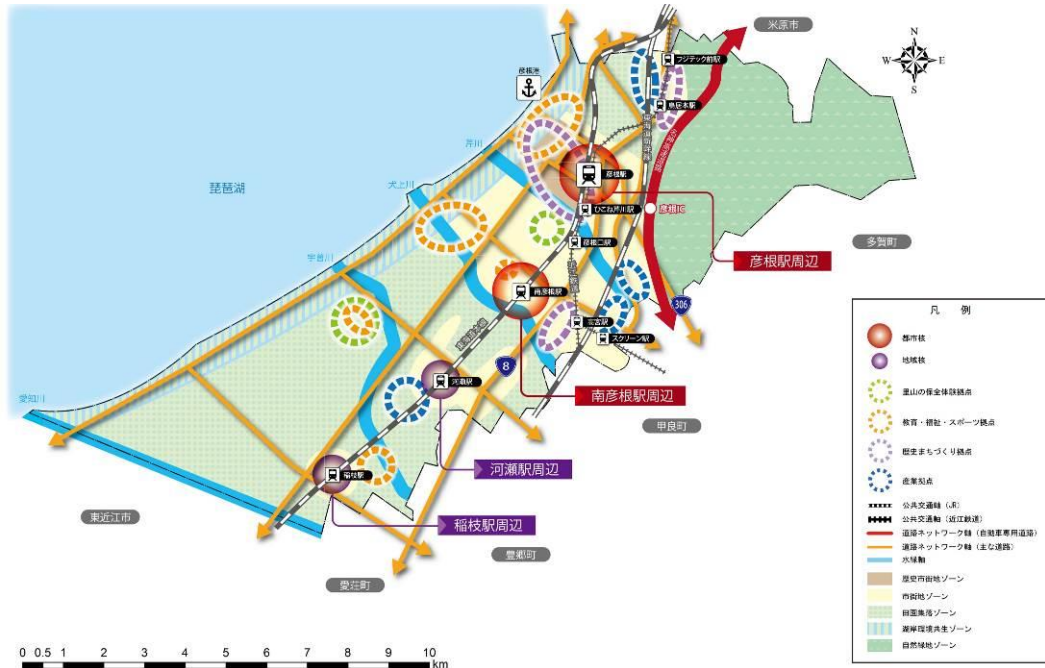 米原市
N
W
E
S
フジテック前駅
彦根港
鳥居本駅
芹川
東海道新幹線
犬上川
彦根駅
琵琶湖
ひこね芹川駅
彦根IC
彦根口駅
多賀町
宇曽川
彦根駅周辺
南彦根駅
306
高宮駅
スクリーン駅
東海道本線
8
河瀬駅
南彦根駅周辺
愛知川
甲良町
河瀬駅周辺
稲枝駅
東近江市
稲枝駅周辺
豊郷町
愛荘町
凡 例
都市核
地域核
里山の保全体験拠点
教育・福祉・スポーツ拠点
歴史まちづくり拠点
産業拠点
公共交通軸(JR)
公共交通軸(近江鉄道)
道路ネットワーク軸(自動車専用道路)
道路ネットワーク軸(主な道路)
水緑軸
歴史市街地ゾーン
市街地ゾーン
田園集落ゾーン
湖岸環境共生ゾーン
自然緑地ゾーン
0 0.5 1 2 3 4 5 6 7 8 9 10
km